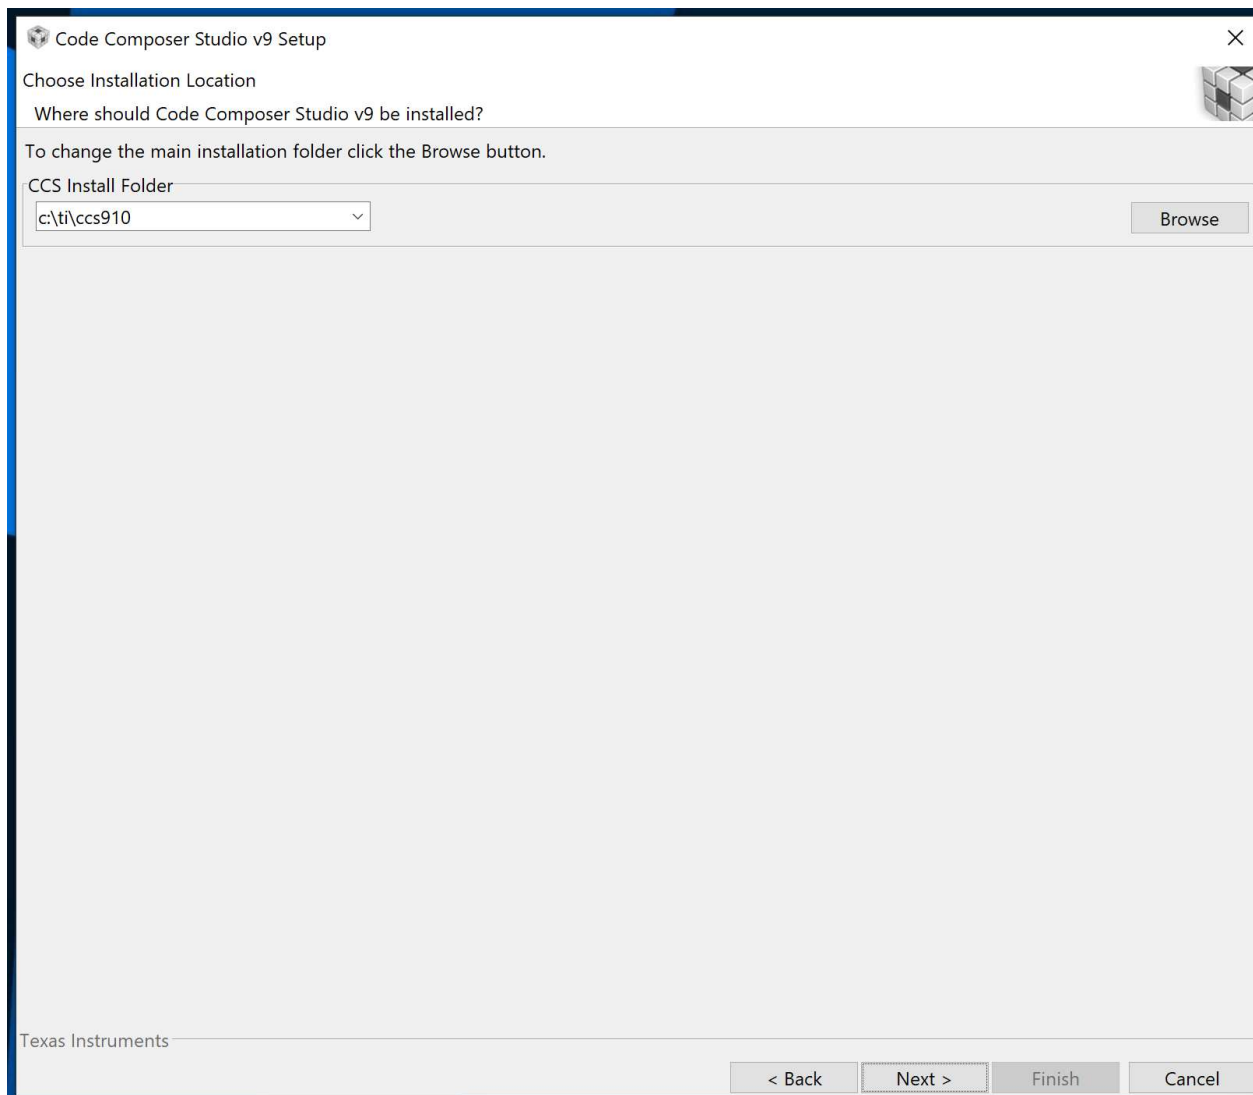 Code Composer Studio v9 Setup
Choose Installation Location
Where should Code Composer Studio v9 be installed?
To change the main installation folder click the Browse button.
CCS Install Folder
c:\ti\ccs910
Browse
Texas Instruments
< Back Next > Finish Cancel